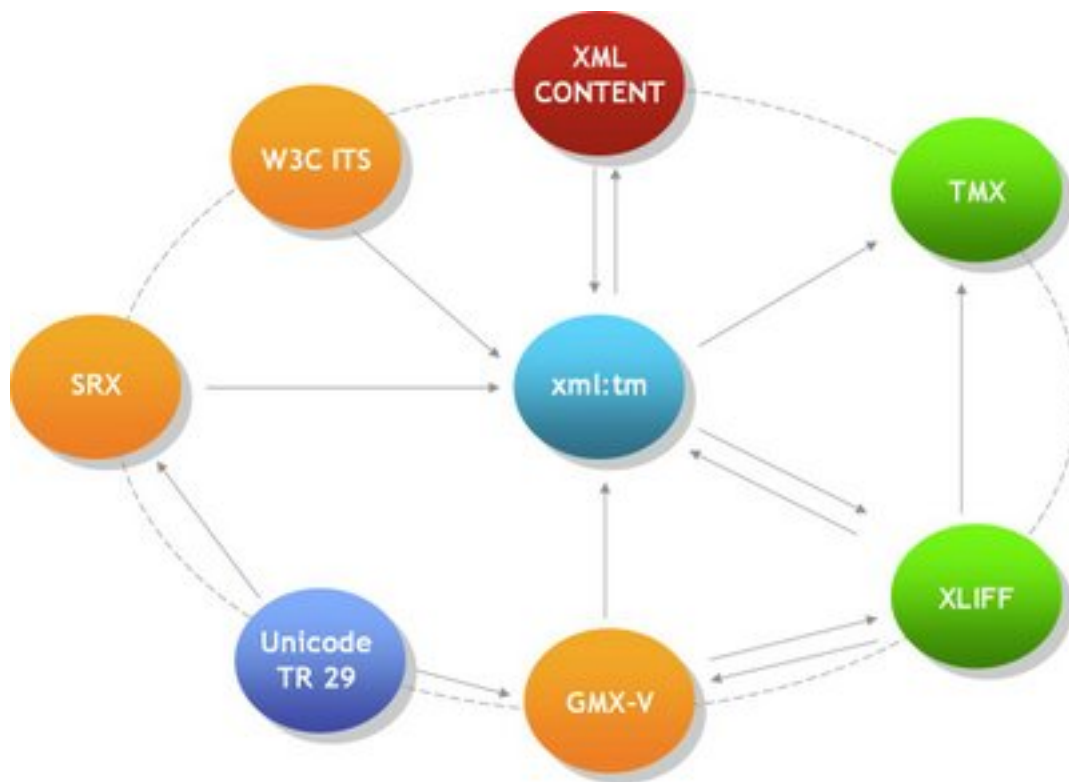 XML
CONTENT
W3C ITS
TMX
SRX
xml:tm
XLIFF
Unicode
TR 29
GMX-V